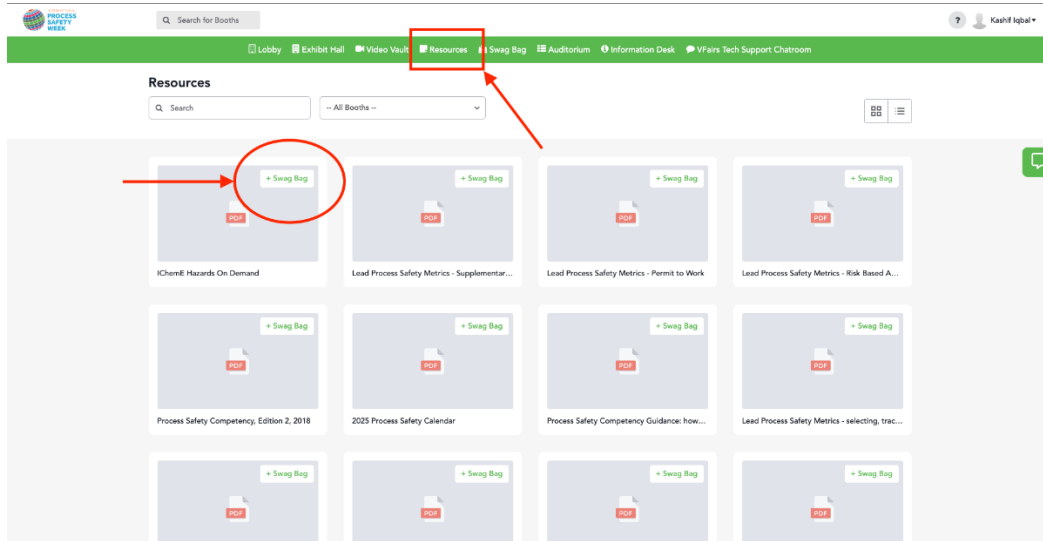 INTERNATIONAL
PROCESS
SAFETY
WEEK
Search for Booths
?
Kashif Iqbal
Lobby Exhibit Hall Video Vault Resources Swag Bag Auditorium Information Desk VFairs Tech Support Chatroom
Resources
Search
-- All Booths --
+ Swag Bag + Swag Bag + Swag Bag + Swag Bag
PDF PDF PDF PDF
IChemE Hazards On Demand Lead Process Safety Metrics - Supplementar... Lead Process Safety Metrics - Permit to Work Lead Process Safety Metrics - Risk Based A...
+ Swag Bag + Swag Bag + Swag Bag + Swag Bag
PDF PDF PDF PDF
Process Safety Competency, Edition 2, 2018 2025 Process Safety Calendar Process Safety Competency Guidance: how... Lead Process Safety Metrics - selecting, trac...
+ Swag Bag + Swag Bag + Swag Bag + Swag Bag
PDF PDF PDF PDF